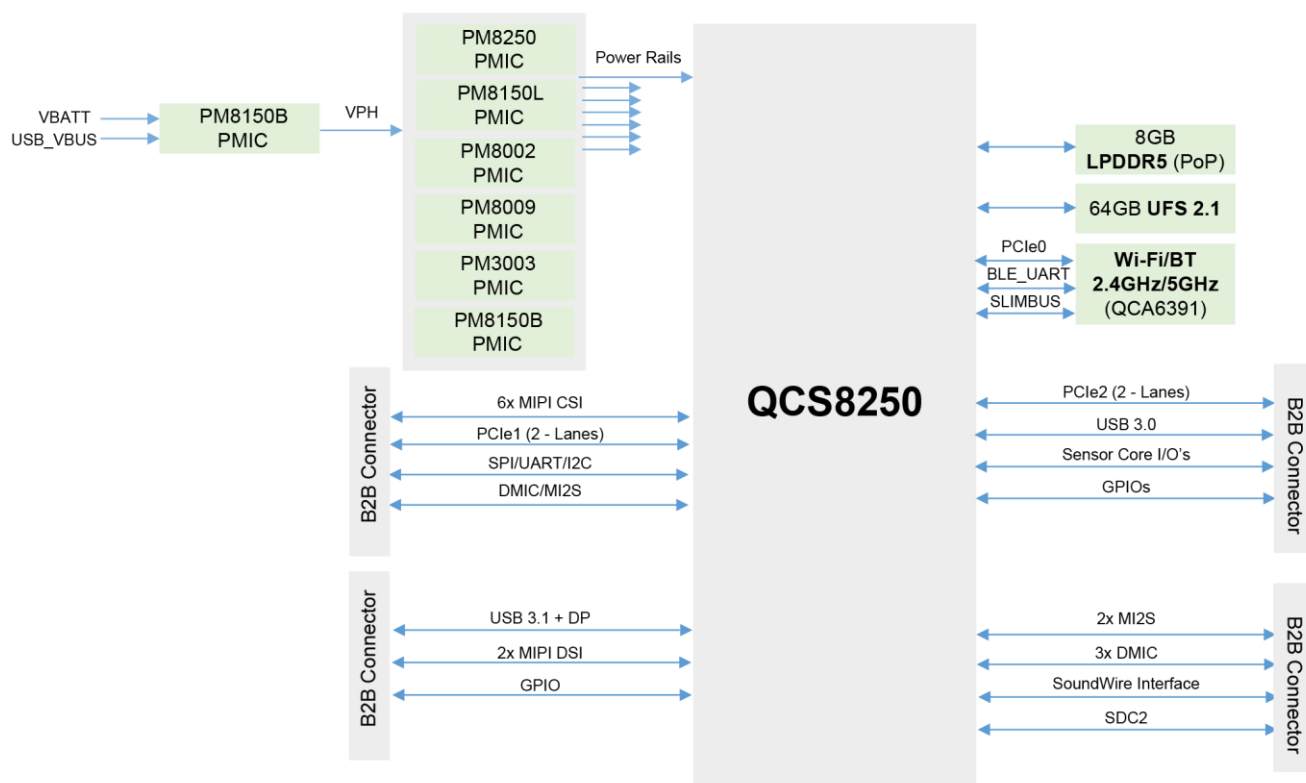 VBATT
USB_VBUS
PM8150B
PMIC
VPH
PM8250
PMIC
PM8150L
PMIC
PM8002
PMIC
PM8009
PMIC
PM3003
PMIC
PM8150B
PMIC
Power Rails
QCS8250
8GB
LPDDR5 (PoP)
64GB UFS 2.1
PCIe0
BLE_UART
SLIMBUS
Wi-Fi/BT
2.4GHz/5GHz
(QCA6391)
B2B Connector
6x MIPI CSI
PCIe1 (2 - Lanes)
SPI/UART/I2C
DMIC/MI2S
PCIe2 (2 - Lanes)
USB 3.0
Sensor Core I/O's
GPIOs
B2B Connector
B2B Connector
USB 3.1 + DP
2x MIPI DSI
GPIO
2x MI2S
3x DMIC
SoundWire Interface
SDC2
B2B Connector